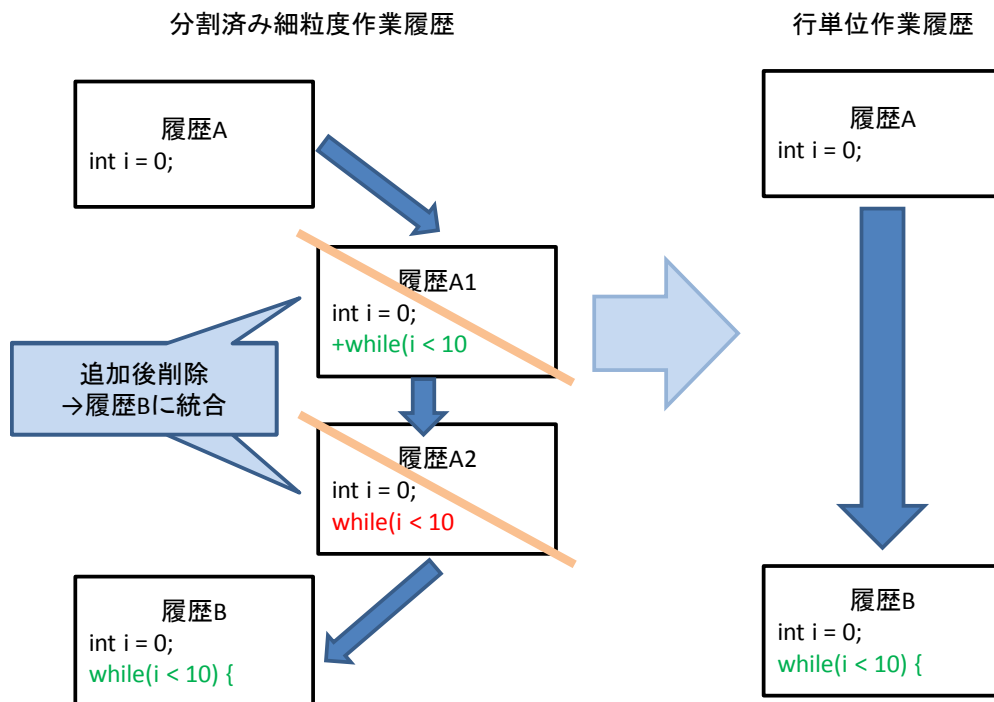 分割済み細粒度作業履歴
行単位作業履歴
履歴A
int i = 0;
履歴A1
int i = 0;
+while(i < 10
追加後削除
→履歴Bに統合
履歴A2
int i = 0;
while(i < 10
履歴B
int i = 0;
while(i < 10) {
履歴A
int i = 0;
履歴B
int i = 0;
while(i < 10) {